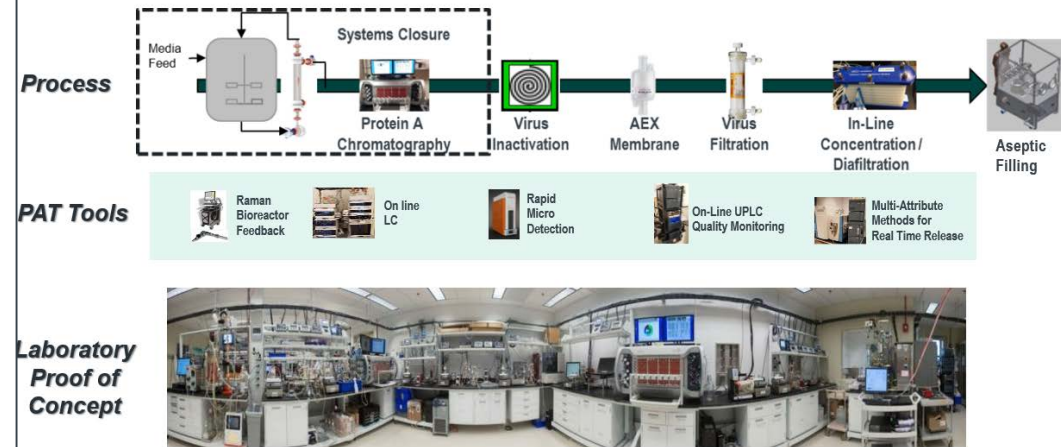 Systems Closure
Media
Feed
Process
Protein A
Chromatography
Virus
Inactivation
AEX
Membrane
Virus
Filtration
In-Line
Concentration /
Diafiltration
Aseptic
Filling
PAT Tools
Raman
Bioreactor
Feedback
On line
LC
Rapid
Micro
Detection
On-Line UPLC
Quality Monitoring
Multi-Attribute
Methods for
Real Time Release
Laboratory
Proof of
Concept